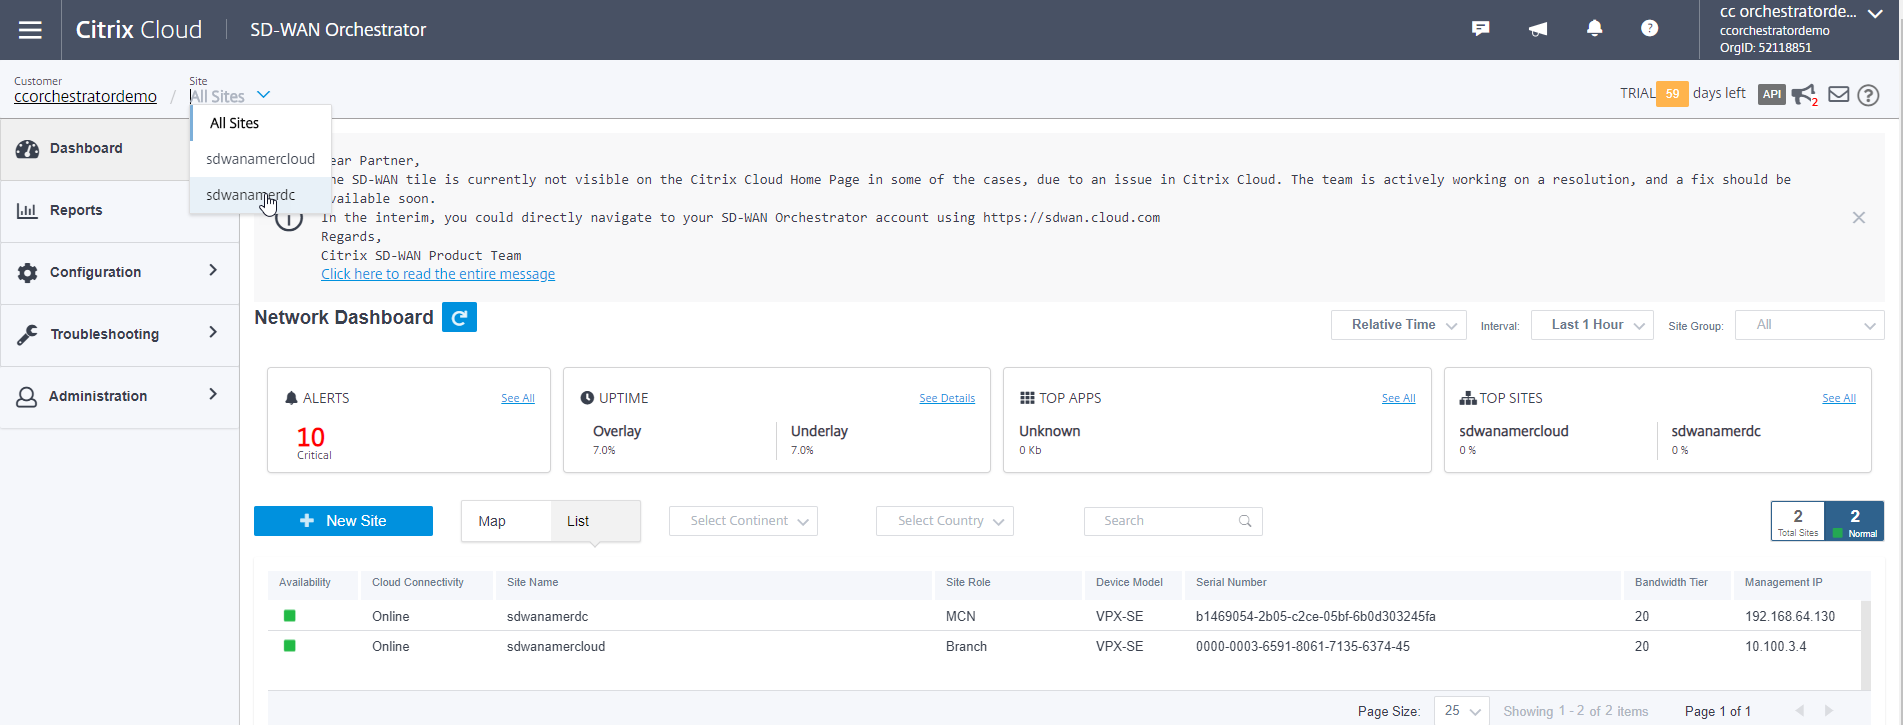 Citrix Cloud
SD-WAN Orchestrator
cc orchestratorde...
ccorchestratordemo
OrgID: 52118851
Customer
Site
ccorchestratordemo / All Sites
TRIAL 59 days left
API
2
All Sites
sdwanamercloud
sdwanamerdc
Dashboard
Reports
Configuration
Troubleshooting
Administration
ear Partner,
he SD-WAN tile is currently not visible on the Citrix Cloud Home Page in some of the cases, due to an issue in Citrix Cloud. The team is actively working on a resolution, and a fix should be
vailable soon.
In the interim, you could directly navigate to your SD-WAN Orchestrator account using https://sdwan.cloud.com
Regards,
Citrix SD-WAN Product Team
Click here to read the entire message
Network Dashboard
Relative Time
Interval:
Last 1 Hour
Site Group:
All
ALERTS
See All
10
Critical
UPTIME
See Details
Overlay
7.0%
Underlay
7.0%
TOP APPS
See All
Unknown
0 Kb
TOP SITES
See All
sdwanamercloud
0 %
sdwanamerdc
0 %
+ New Site
Map
List
Select Continent
Select Country
Search
2
Total Sites
2
Normal
Availability Cloud Connectivity Site Name Site Role Device Model Serial Number Bandwidth Tier Management IP
Online sdwanamerdc MCN VPX-SE b1469054-2b05-c2ce-05bf-6b0d303245fa 20 192.168.64.130
Online sdwanamercloud Branch VPX-SE 0000-0003-6591-8061-7135-6374-45 20 10.100.3.4
Page Size: 25 Showing 1 - 2 of 2 items Page 1 of 1